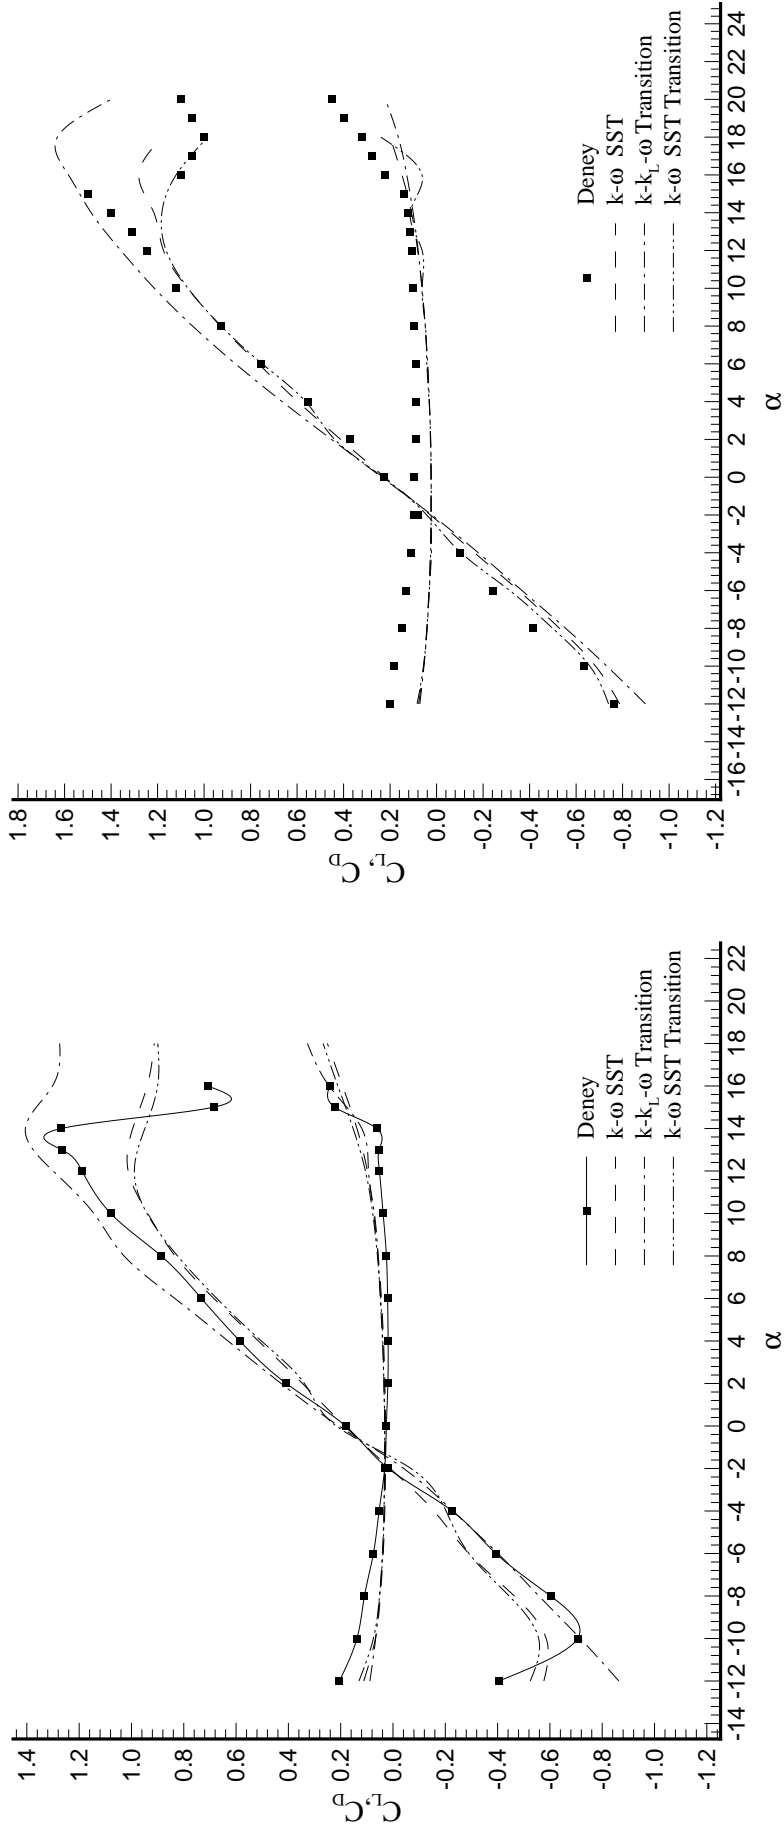 1.4
1.2
1.0
0.8
0.6
0.4
0.2
0.0
-0.2
-0.4
-0.6
-0.8
-1.0
-1.2
C_L, C_D
-14 -12 -10 -8 -6 -4 -2 0 2 4 6 8 10 12 14 16 18 20 22
α
Deney
k-ω SST
k-k_L-ω Transition
k-ω SST Transition
1.8
1.6
1.4
1.2
1.0
0.8
0.6
0.4
0.2
0.0
-0.2
-0.4
-0.6
-0.8
-1.0
-1.2
C_L, C_D
-16 -14 -12 -10 -8 -6 -4 -2 0 2 4 6 8 10 12 14 16 18 20 22 24
α
Deney
k-ω SST
k-k_L-ω Transition
k-ω SST Transition